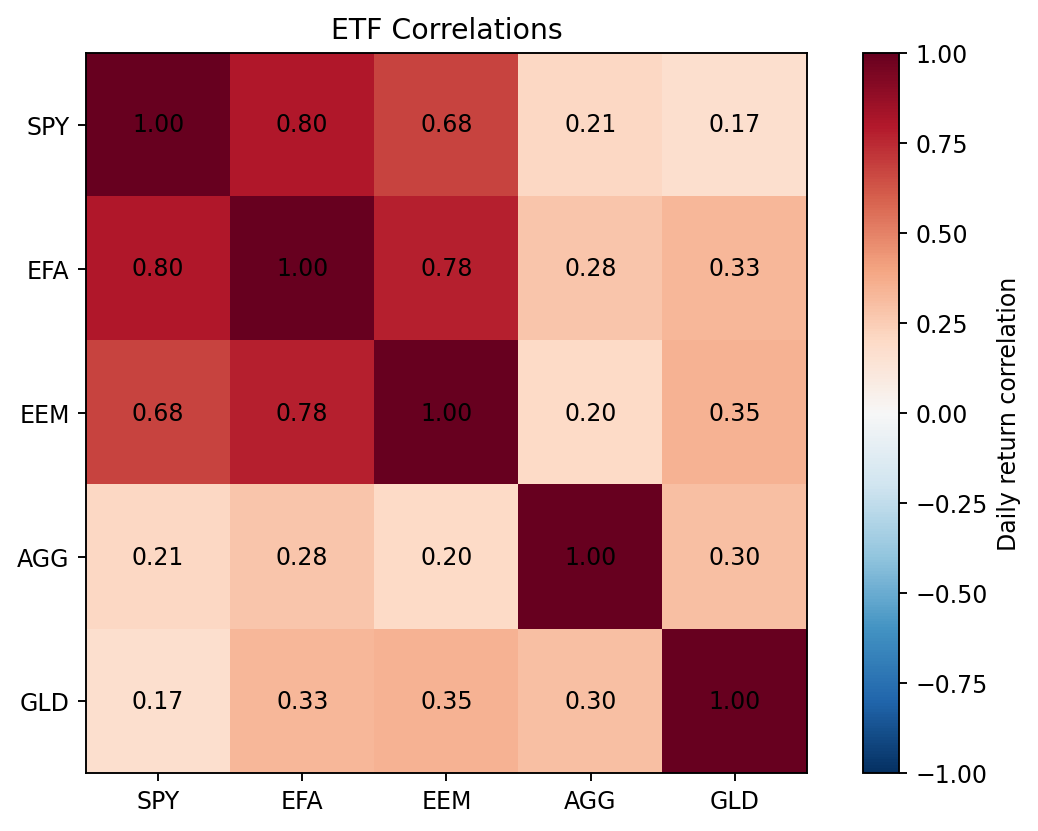 ETF Correlations
SPY 1.00 0.80 0.68 0.21 0.17
EFA 0.80 1.00 0.78 0.28 0.33
EEM 0.68 0.78 1.00 0.20 0.35
AGG 0.21 0.28 0.20 1.00 0.30
GLD 0.17 0.33 0.35 0.30 1.00
SPY EFA EEM AGG GLD
1.00
0.75
0.50
0.25
0.00
−0.25
−0.50
−0.75
−1.00
Daily return correlation